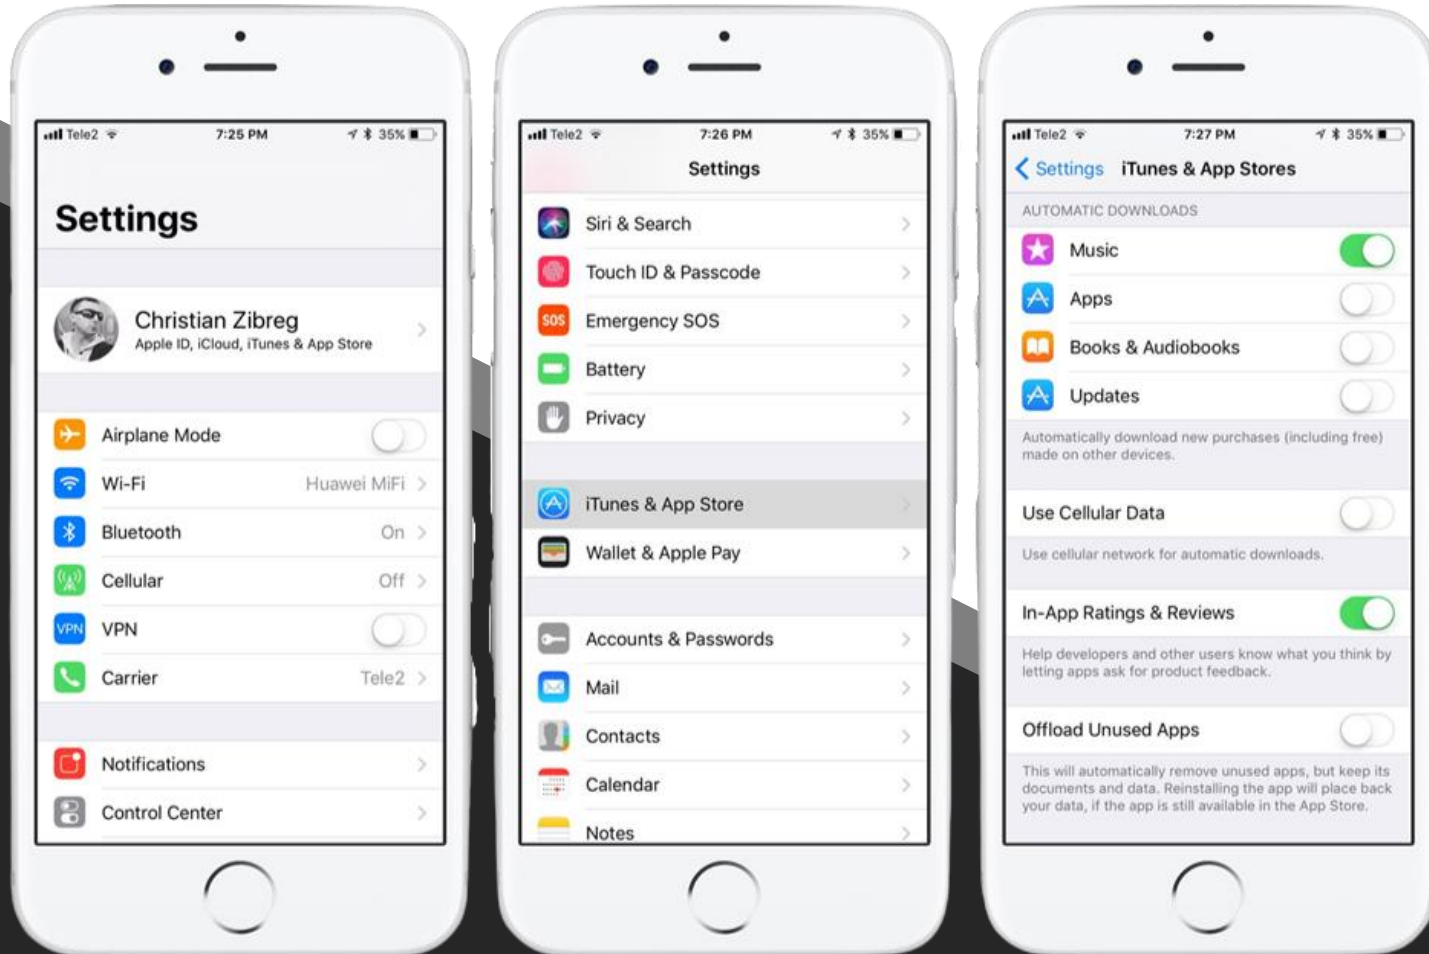 Tele2 7:25 PM 35%
Settings
Christian Zibreg
Apple ID, iCloud, iTunes & App Store
Airplane Mode
Wi-Fi Huawei MiFi
Bluetooth On
Cellular Off
VPN VPN
Carrier Tele2
Notifications
Control Center
Tele2 7:26 PM 35%
Settings
Siri & Search
Touch ID & Passcode
SOS Emergency SOS
Battery
Privacy
iTunes & App Store
Wallet & Apple Pay
Accounts & Passwords
Mail
Contacts
Calendar
Notes
Tele2 7:27 PM 35%
Settings iTunes & App Stores
AUTOMATIC DOWNLOADS
Music
Apps
Books & Audiobooks
Updates
Automatically download new purchases (including free)
made on other devices.
Use Cellular Data
Use cellular network for automatic downloads.
In-App Ratings & Reviews
Help developers and other users know what you think by
letting apps ask for product feedback.
Offload Unused Apps
This will automatically remove unused apps, but keep its
documents and data. Reinstalling the app will place back
your data, if the app is still available in the App Store.